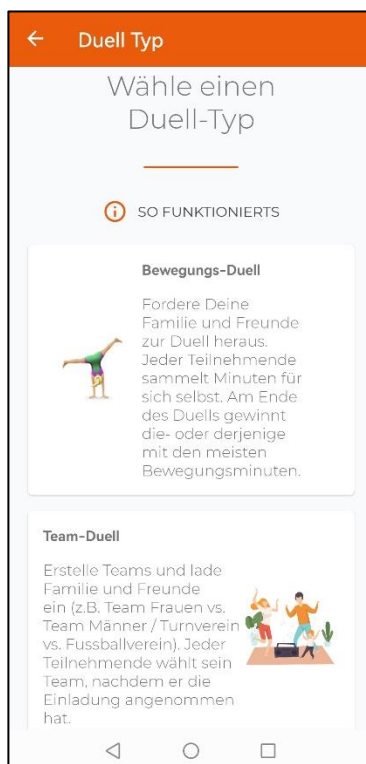 Duell Typ
Wähle einen
Duell-Typ
SO FUNKTIONIERTS
Bewegungs-Duell
Fordere Deine
Familie und Freunde
zur Duell heraus.
Jeder Teilnehmende
sammelt Minuten für
sich selbst. Am Ende
des Duells gewinnt
die- oder derjenige
mit den meisten
Bewegungsminuten.
Team-Duell
Erstelle Teams und lade
Familie und Freunde
ein (z.B. Team Frauen vs.
Team Männer / Turnverein
vs. Fussballverein). Jeder
Teilnehmende wählt sein
Team, nachdem er die
Einladung angenommen
hat.